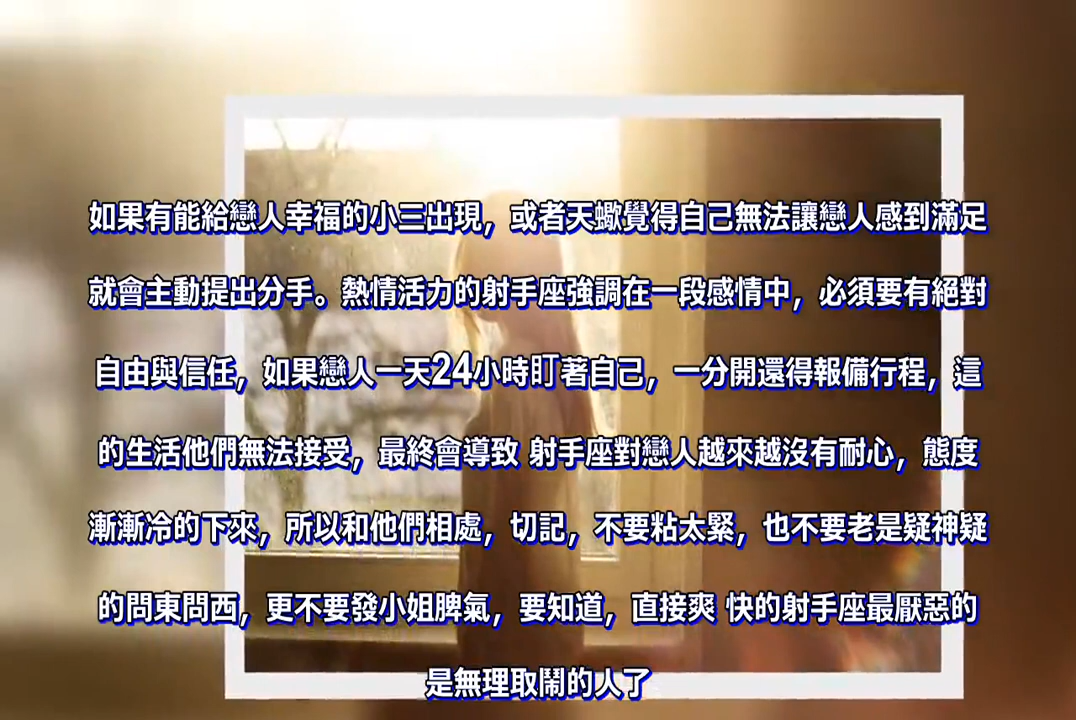 如果有能給戀人幸福的小三出現，或者天蠍覺得自己無法讓戀人感到滿足
就會主動提出分手。熱情活力的射手座強調在一段感情中，必須要有絕對
自由與信任，如果戀人一天24小時盯著自己，一分開還得報備行程，這
的生活他們無法接受，最終會導致 射手座對戀人越來越沒有耐心，態度
漸漸冷的下來，所以和他們相處，切記，不要粘太緊，也不要老是疑神疑
的問東問西，更不要發小姐脾氣，要知道，直接爽 快的射手座最厭惡的
是無理取鬧的人了